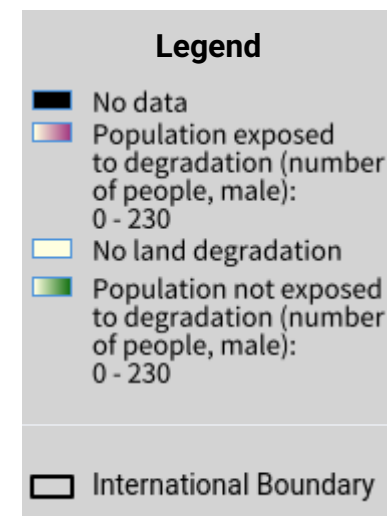 Legend
No data
Population exposed
to degradation (number
of people, male):
0 - 230
No land degradation
Population not exposed
to degradation (number
of people, male):
0 - 230
International Boundary